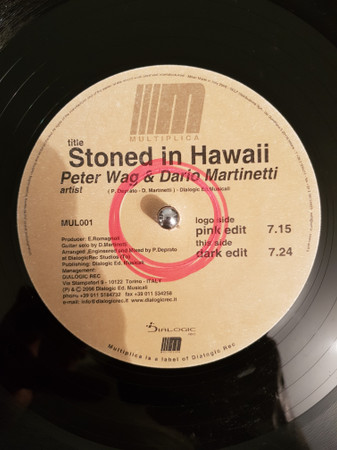 MULTIPLICA
title
Stoned in Hawaii
Peter Wag & Dario Martinetti
artist
( P. Deprato - D. Martinetti ) - Dialogic Ed. Musicali
MUL001
logo side
pink edit 7.15
this side
dark edit 7.24
Producer: E.Romagnoli
Guitar solo by D.Martinetti
Arranged ,Engineered and Mixed by P.Deprato
at DialogicRec Studios (To)
Publishing: Dialogic Ed. Musicali
Management:
DIALOGIC REC
Via Stampatori 9 - 10122 Torino - ITALY
(P) & © 2006 Dialogic Ed. Musicali
phone +39 011 5184732 fax +39 011 534256
e-mail: info@dialogicrec.it www.dialogicrec.it
DIALOGIC
REC
Multiplica is a label of Dialogic Rec